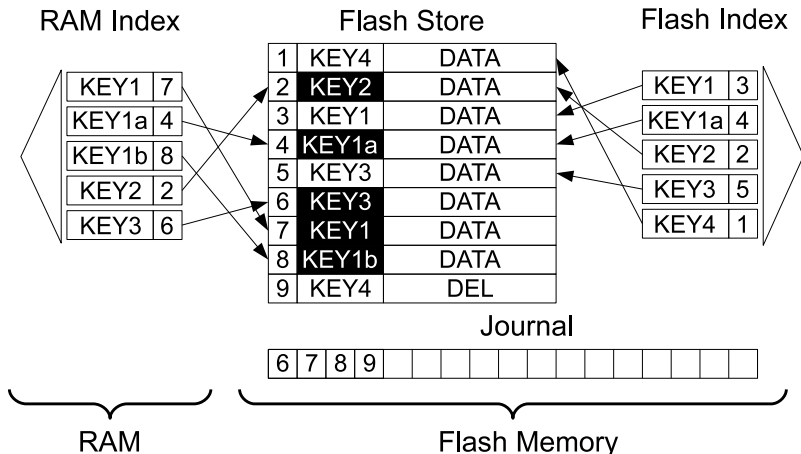 RAM Index
KEY1 7
KEY1a 4
KEY1b 8
KEY2 2
KEY3 6
Flash Store
1 KEY4 DATA
2 KEY2 DATA
3 KEY1 DATA
4 KEY1a DATA
5 KEY3 DATA
6 KEY3 DATA
7 KEY1 DATA
8 KEY1b DATA
9 KEY4 DEL
Flash Index
KEY1 3
KEY1a 4
KEY2 2
KEY3 5
KEY4 1
Journal
6 7 8 9
RAM
Flash Memory